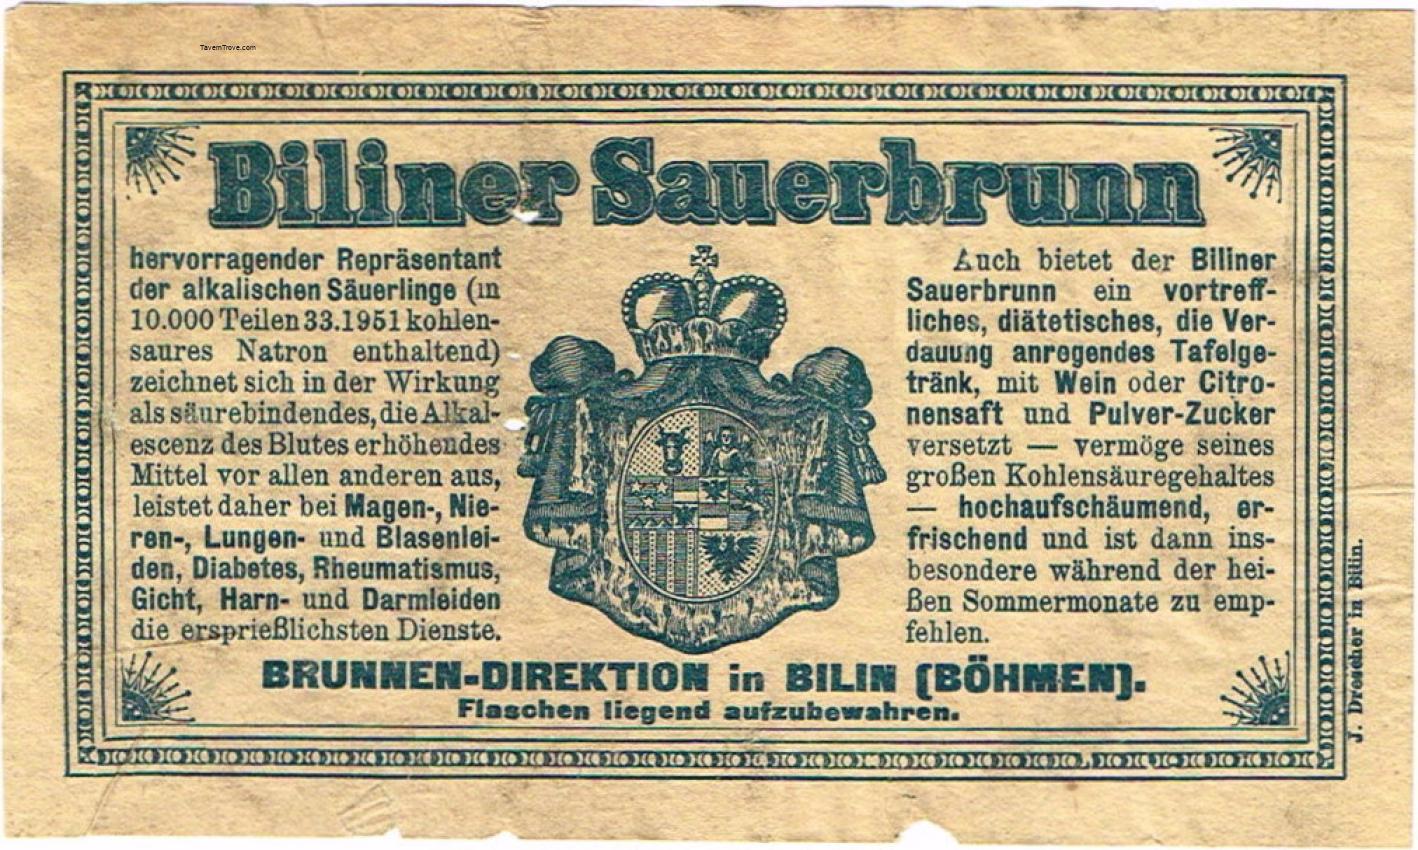 TavernTrove.com
Biliner Sauerbrunn
hervorragender Repräsentant
der alkalischen Säuerlinge (in
10.000 Teilen 33.1951 kohlen-
saures Natron enthaltend)
zeichnet sich in der Wirkung
als säurebindendes, die Alkal-
escenz des Blutes erhöhendes
Mittel vor allen anderen aus,
leistet daher bei Magen-, Nie-
ren-, Lungen- und Blasenlei-
den, Diabetes, Rheumatismus,
Gicht, Harn- und Darmleiden
die ersprießlichsten Dienste.
Auch bietet der Biliner
Sauerbrunn ein vortreff-
liches, diätetisches, die Ver-
dauung anregendes Tafelge-
tränk, mit Wein oder Citro-
nensaft und Pulver-Zucker
versetzt — vermöge seines
großen Kohlensäuregehaltes
— hochaufschäumend, er-
frischend und ist dann ins-
besondere während der hei-
ßen Sommermonate zu emp-
fehlen.
BRUNNEN-DIREKTION in BILIN (BÖHMEN).
Flaschen liegend aufzubewahren.
J. Drescher in Bilin.